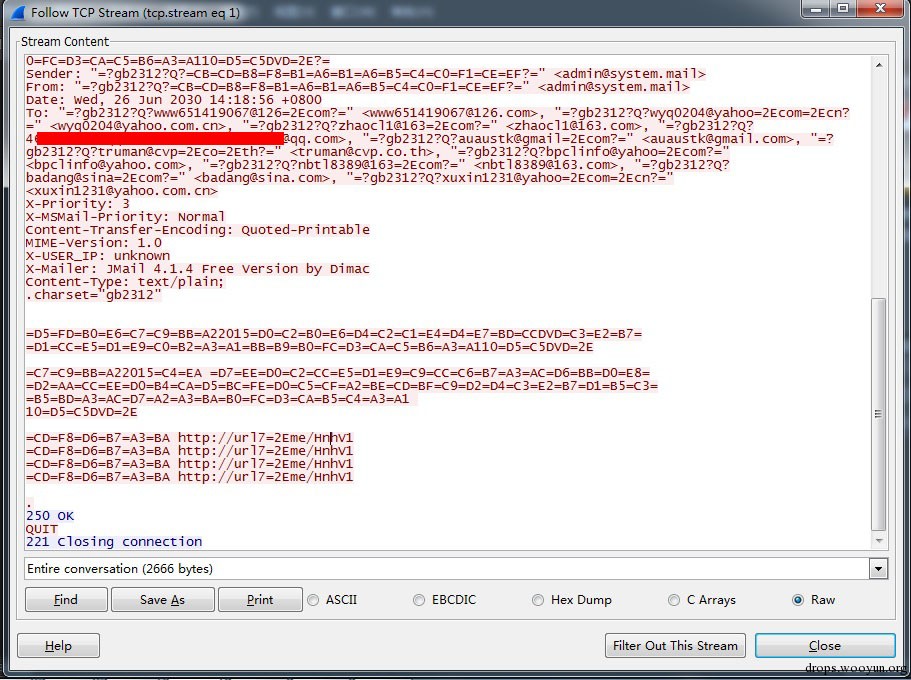 Follow TCP Stream (tcp.stream eq 1)
Stream Content
0=FC=D3=CA=C5=B6=A3=A110=D5=C5DVD=2E?=
Sender: "=?gb2312?Q?=CB=CD=B8=F8=B1=A6=B1=A6=B5=C4=C0=F1=CE=EF?=" <admin@system.mail>
From: "=?gb2312?Q?=CB=CD=B8=F8=B1=A6=B1=A6=B5=C4=C0=F1=CE=EF?=" <admin@system.mail>
Date: Wed, 26 Jun 2030 14:18:56 +0800
To: "=?gb2312?Q?www651419067@126=2Ecom?=" <www651419067@126.com>, "=?gb2312?Q?wyq0204@yahoo=2Ecom=2Ecn?
=" <wyq0204@yahoo.com.cn>, "=?gb2312?Q?zhaocl1@163=2Ecom?=" <zhaocl1@163.com>, "=?gb2312?Q?
4
@qq.com>, "=?gb2312?Q?auaustk@gmail=2Ecom?=" <auaustk@gmail.com>, "=?
gb2312?Q?truman@cvp=2Eco=2Eth?=" <truman@cvp.co.th>, "=?gb2312?Q?bpclinfo@yahoo=2Ecom?="
<bpclinfo@yahoo.com>, "=?gb2312?Q?nbtl8389@163=2Ecom?=" <nbtl8389@163.com>, "=?gb2312?Q?
badang@sina=2Ecom?=" <badang@sina.com>, "=?gb2312?Q?xuxin1231@yahoo=2Ecom=2Ecn?="
<xuxin1231@yahoo.com.cn>
X-Priority: 3
X-MSMail-Priority: Normal
Content-Transfer-Encoding: Quoted-Printable
MIME-Version: 1.0
X-USER_IP: unknown
X-Mailer: JMail 4.1.4 Free Version by Dimac
Content-Type: text/plain;
.charset="gb2312"
=D5=FD=B0=E6=C7=C9=BB=A22015=D0=C2=B0=E6=D4=C2=C1=E4=D4=E7=BD=CCDVD=C3=E2=B7=
=D1=CC=E5=D1=E9=C0=B2=A3=A1=BB=B9=B0=FC=D3=CA=C5=B6=A3=A110=D5=C5DVD=2E
=C7=C9=BB=A22015=C4=EA =D7=EE=D0=C2=CC=E5=D1=E9=C9=CC=C6=B7=A3=AC=D6=BB=D0=E8=
=D2=AA=CC=EE=D0=B4=CA=D5=BC=FE=D0=C5=CF=A2=BE=CD=BF=C9=D2=D4=C3=E2=B7=D1=B5=C3=
=B5=BD=A3=AC=D7=A2=A3=BA=B0=FC=D3=CA=B5=C4=A3=A1
10=D5=C5DVD=2E
=CD=F8=D6=B7=A3=BA http://url7=2Eme/HnhV1
=CD=F8=D6=B7=A3=BA http://url7=2Eme/HnhV1
=CD=F8=D6=B7=A3=BA http://url7=2Eme/HnhV1
=CD=F8=D6=B7=A3=BA http://url7=2Eme/HnhV1
.
250 OK
QUIT
221 Closing connection
Entire conversation (2666 bytes)
Find Save As Print ASCII EBCDIC Hex Dump C Arrays Raw
Help Filter Out This Stream Close
drops.wooyun.org